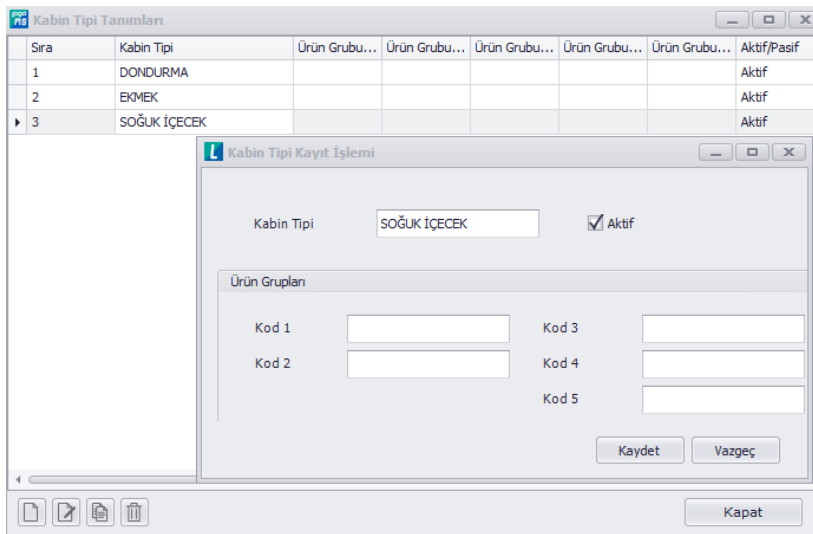 Kabin Tipi Tanımları
Sıra Kabin Tipi Ürün Grubu... Ürün Grubu... Ürün Grubu... Ürün Grubu... Ürün Grubu... Aktif/Pasif
1 DONDURMA Aktif
2 EKMEK Aktif
3 SOĞUK İÇECEK Aktif
Kabin Tipi Kayıt İşlemi
Kabin Tipi SOĞUK İÇECEK Aktif
Ürün Grupları
Kod 1 Kod 3
Kod 2 Kod 4
Kod 5
Kaydet Vazgeç
Kapat